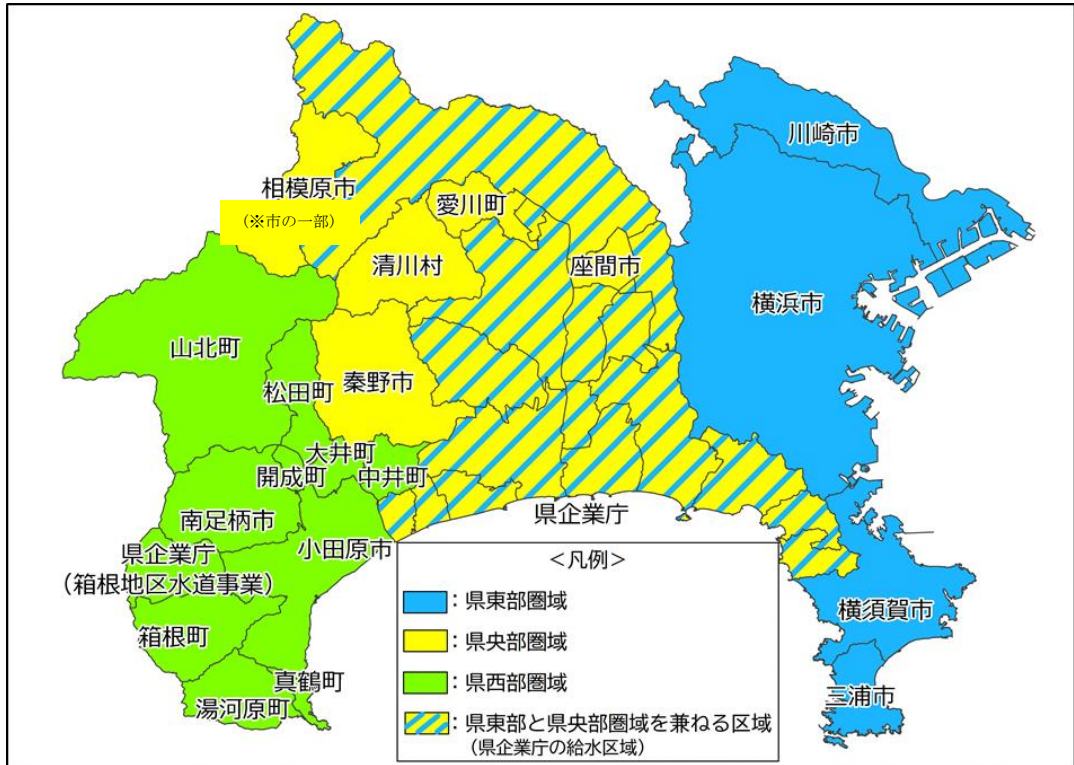 川崎市
相模原市
(※市の一部)
愛川町
清川村
座間市
横浜市
山北町
松田町
秦野市
大井町
開成町
中井町
南足柄市
県企業庁
小田原市
県企業庁
(箱根地区水道事業)
箱根町
横須賀市
真鶴町
湯河原町
三浦市
<凡例>
:県東部圏域
:県央部圏域
:県西部圏域
:県東部と県央部圏域を兼ねる区域
(県企業庁の給水区域)